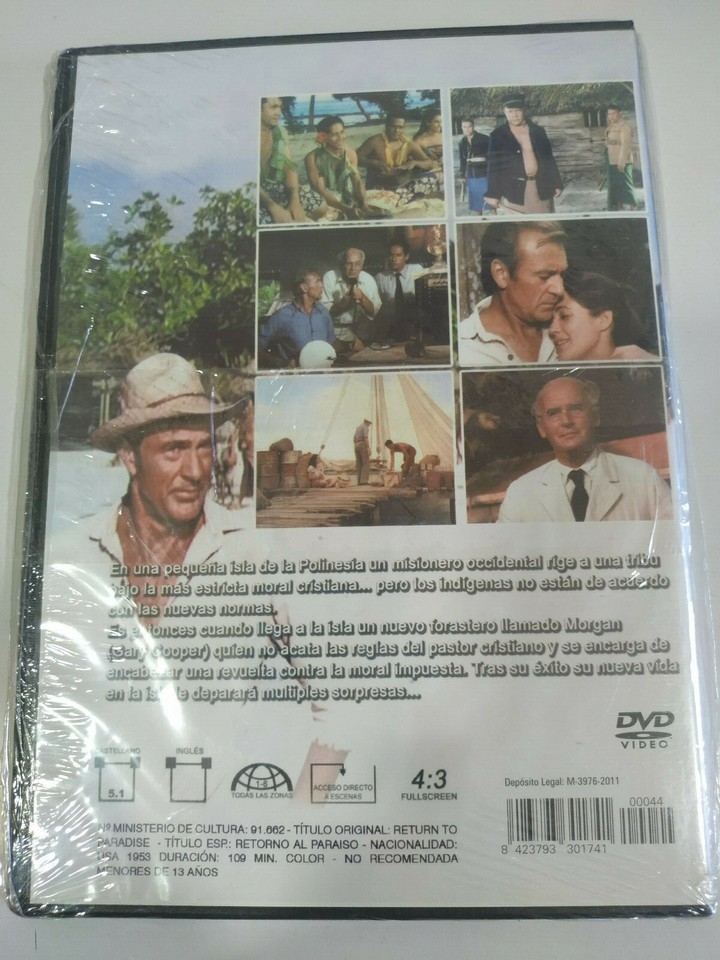 En una pequeña isla de la Polinesia un misionero occidental rige a una tribu
bajo la más estricta moral cristiana... pero los indígenas no están de acuerdo
con las nuevas normas.
Es entonces cuando llega a la isla un nuevo forastero llamado Morgan
(Gary Cooper) quien no acata las reglas del pastor cristiano y se encarga de
encabezar una revuelta contra la moral impuesta. Tras su éxito su nueva vida
en la isla le deparará multiples sorpresas...
DVD
VIDEO
CASTELLANO
5.1
INGLÉS
1-6
TODAS LAS ZONAS
ACCESO DIRECTO
A ESCENAS
4:3
FULLSCREEN
Depósito Legal: M-3976-2011
00044
8 423793 301741
Nº MINISTERIO DE CULTURA: 91.662 - TÍTULO ORIGINAL: RETURN TO
PARADISE - TÍTULO ESP.: RETORNO AL PARAISO - NACIONALIDAD:
USA 1953 DURACIÓN: 109 MIN. COLOR - NO RECOMENDADA
MENORES DE 13 AÑOS